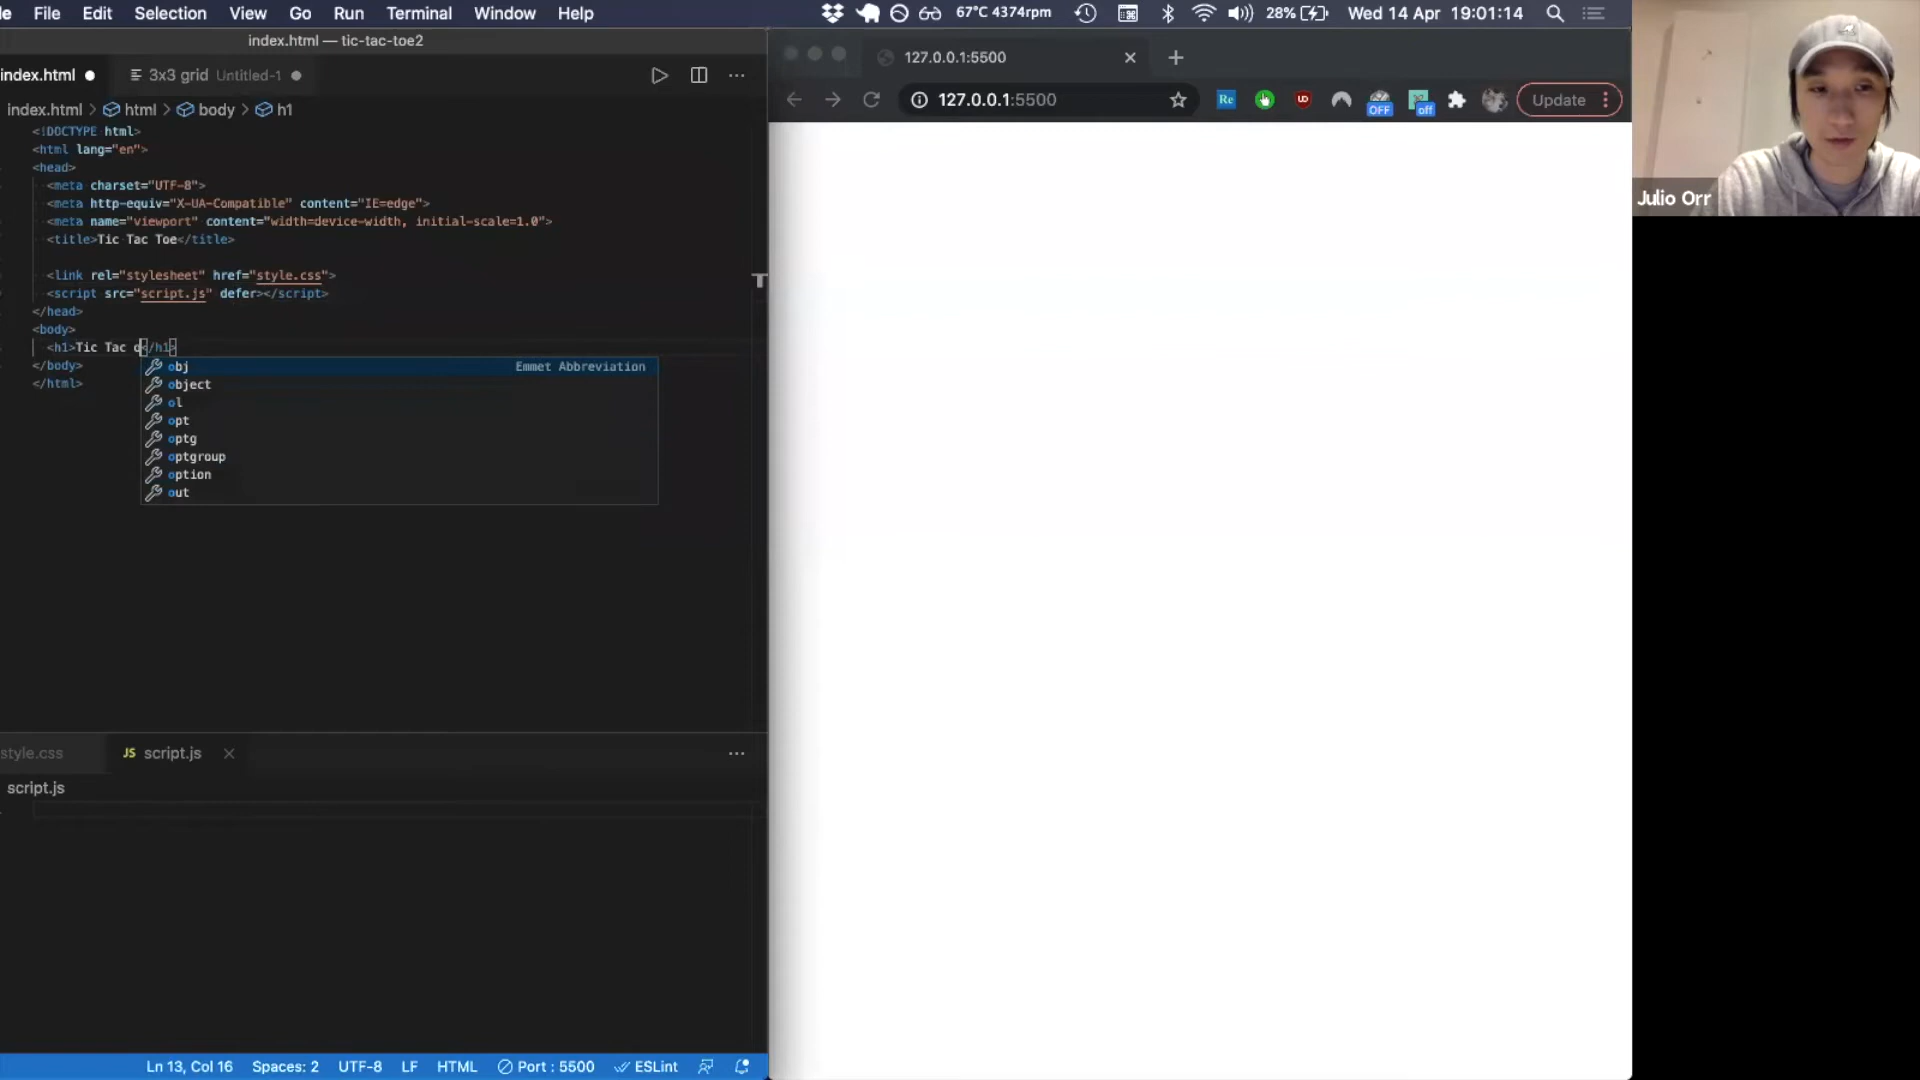 le File Edit Selection View Go Run Terminal Window Help 67°C 4374rpm 28% Wed 14 Apr 19:01:14
index.html — tic-tac-toe2
index.html 3x3 grid Untitled-1
index.html > html > body > h1
<!DOCTYPE html>
<html lang="en">
<head>
<meta charset="UTF-8">
<meta http-equiv="X-UA-Compatible" content="IE=edge">
<meta name="viewport" content="width=device-width, initial-scale=1.0">
<title>Tic Tac Toe</title>
<link rel="stylesheet" href="style.css">
<script src="script.js" defer></script>
</head>
<body>
<h1>Tic Tac o</h1>
obj Emmet Abbreviation
object
ol
opt
optg
optgroup
option
out
</body>
</html>
style.css JS script.js
script.js
Ln 13, Col 16 Spaces: 2 UTF-8 LF HTML Port : 5500 ESLint
127.0.0.1:5500
127.0.0.1:5500 Re UD OFF off Update
Julio Orr